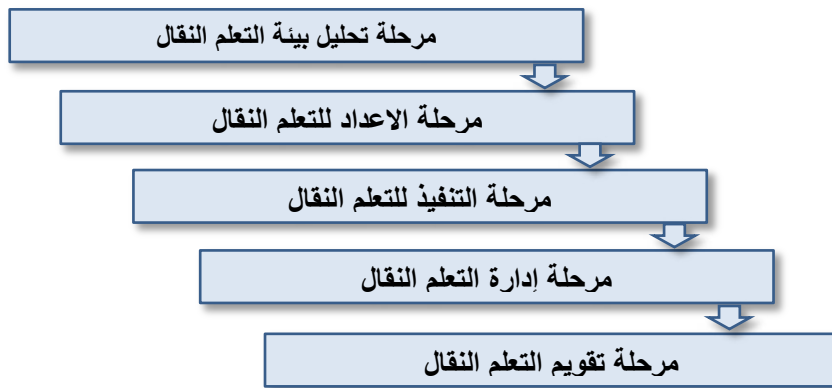 مرحلة تحليل بيئة التعلم النقال
مرحلة الاعداد للتعلم النقال
مرحلة التنفيذ للتعلم النقال
مرحلة إدارة التعلم النقال
مرحلة تقويم التعلم النقال